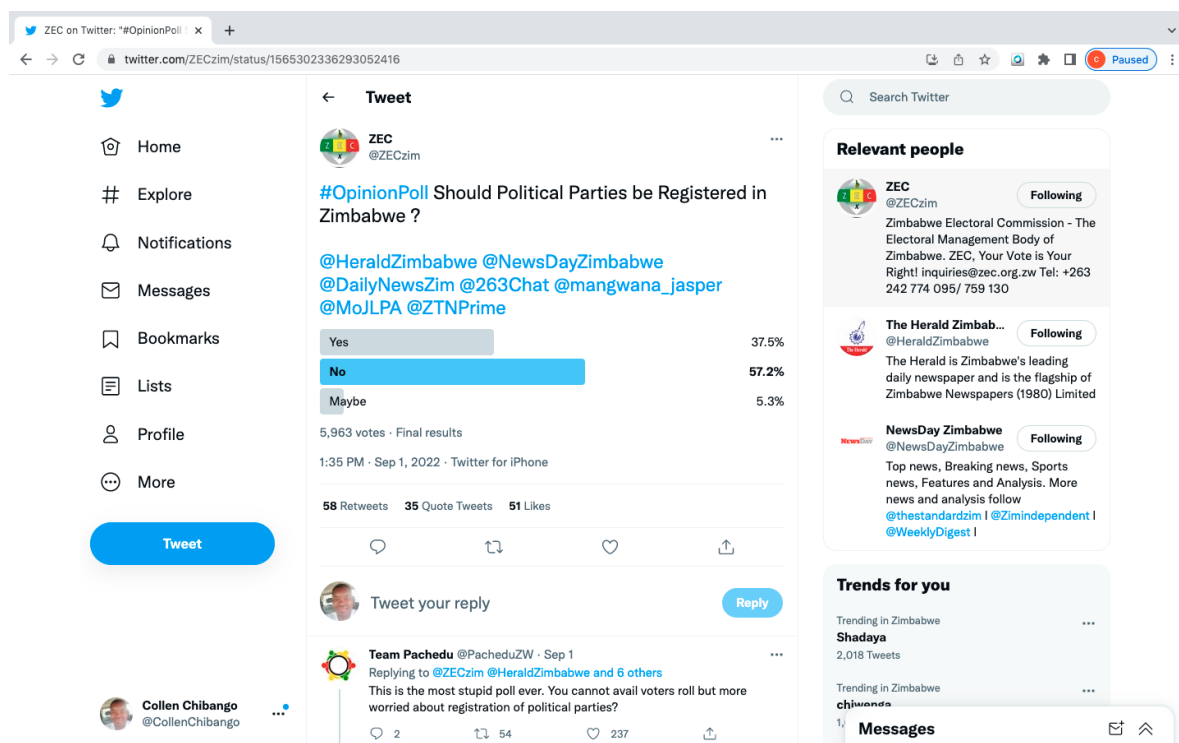 ZEC on Twitter: "#OpinionPoll
twitter.com/ZECzim/status/1565302336293052416
C
Paused
Home
Explore
Notifications
Messages
Bookmarks
Lists
Profile
More
Tweet
Collen Chibango
@CollenChibango
Tweet
Z E C
ZEC
@ZECzim
#OpinionPoll Should Political Parties be Registered in
Zimbabwe ?
@HeraldZimbabwe @NewsDayZimbabwe
@DailyNewsZim @263Chat @mangwana_jasper
@MoJLPA @ZTNPrime
Yes 37.5%
No 57.2%
Maybe 5.3%
5,963 votes · Final results
1:35 PM · Sep 1, 2022 · Twitter for iPhone
58 Retweets 35 Quote Tweets 51 Likes
Tweet your reply
Reply
Team Pachedu @PacheduZW · Sep 1
Replying to @ZECzim @HeraldZimbabwe and 6 others
This is the most stupid poll ever. You cannot avail voters roll but more
worried about registration of political parties?
2 54 237
Search Twitter
Relevant people
Z E C
ZEC
@ZECzim
Following
Zimbabwe Electoral Commission - The
Electoral Management Body of
Zimbabwe. ZEC, Your Vote is Your
Right! inquiries@zec.org.zw Tel: +263
242 774 095/ 759 130
The Herald
The Herald Zimbab...
@HeraldZimbabwe
Following
The Herald is Zimbabwe's leading
daily newspaper and is the flagship of
Zimbabwe Newspapers (1980) Limited
NewsDay
NewsDay Zimbabwe
@NewsDayZimbabwe
Following
Top news, Breaking news, Sports
news, Features and Analysis. More
news and analysis follow
@thestandardzim I @Zimindependent I
@WeeklyDigest I
Trends for you
Trending in Zimbabwe
Shadaya
2,018 Tweets
Trending in Zimbabwe
chiwenga
1,
Messages